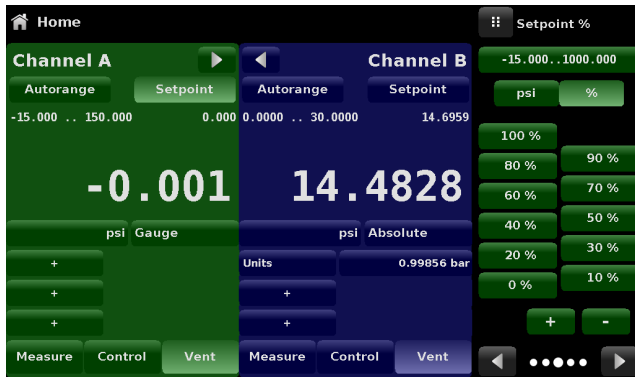 Home
Setpoint %
Channel A
Channel B
-15.000..1000.000
Autorange Setpoint Autorange Setpoint
psi %
-15.000 .. 150.000 0.000 0.0000 .. 30.0000 14.6959
100 %
90 %
80 %
-0.001 14.4828
70 %
60 %
50 %
40 %
psi Gauge psi Absolute
30 %
20 %
+ Units 0.99856 bar
10 %
0 %
+ +
+ + + -
Measure Control Vent Measure Control Vent